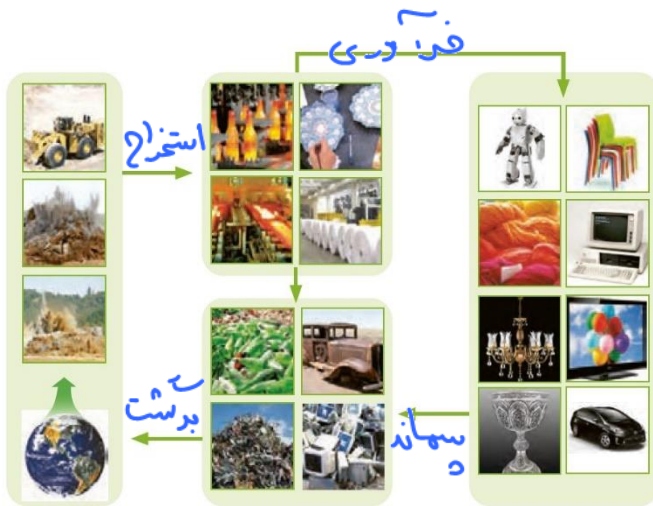 فرآوری
استخراج
برگشت
پسماند